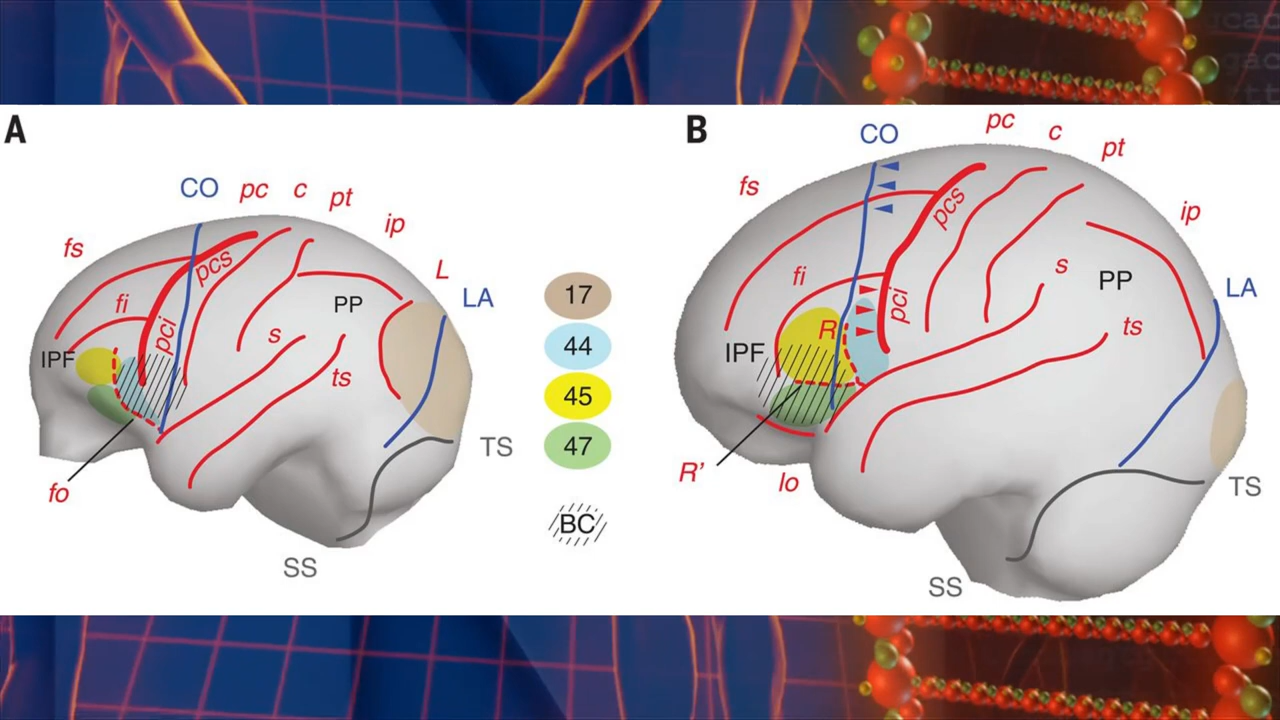 A
CO
pc
c
pt
ip
fs
fi
pcs
pci
L
LA
PP
s
ts
IPF
fo
TS
SS
17
44
45
47
BC
B
CO
pc
c
pt
ip
fs
fi
pcs
pci
s
PP
LA
ts
R
IPF
R’
lo
TS
SS
gac